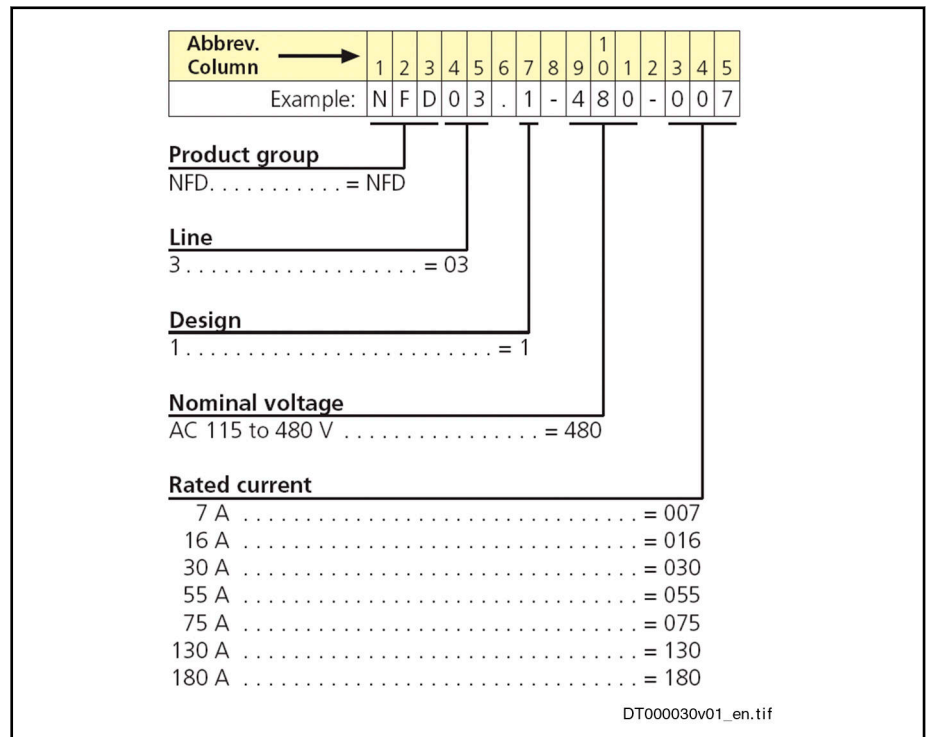 Abbrev. 1
Column 1 2 3 4 5 6 7 8 9 0 1 2 3 4 5
Example: N F D 0 3 . 1 - 4 8 0 - 0 0 7
Product group
NFD. . . . . . . . . . . = NFD
Line
3. . . . . . . . . . . . . . . . . . . = 03
Design
1. . . . . . . . . . . . . . . . . . . . . . . . . = 1
Nominal voltage
AC 115 to 480 V . . . . . . . . . . . . . . . . = 480
Rated current
7 A . . . . . . . . . . . . . . . . . . . . . . . . . . . . . . . . . . = 007
16 A . . . . . . . . . . . . . . . . . . . . . . . . . . . . . . . . . . = 016
30 A . . . . . . . . . . . . . . . . . . . . . . . . . . . . . . . . . . = 030
55 A . . . . . . . . . . . . . . . . . . . . . . . . . . . . . . . . . . = 055
75 A . . . . . . . . . . . . . . . . . . . . . . . . . . . . . . . . . . = 075
130 A . . . . . . . . . . . . . . . . . . . . . . . . . . . . . . . . . . = 130
180 A . . . . . . . . . . . . . . . . . . . . . . . . . . . . . . . . . . = 180
DT000030v01_en.tif